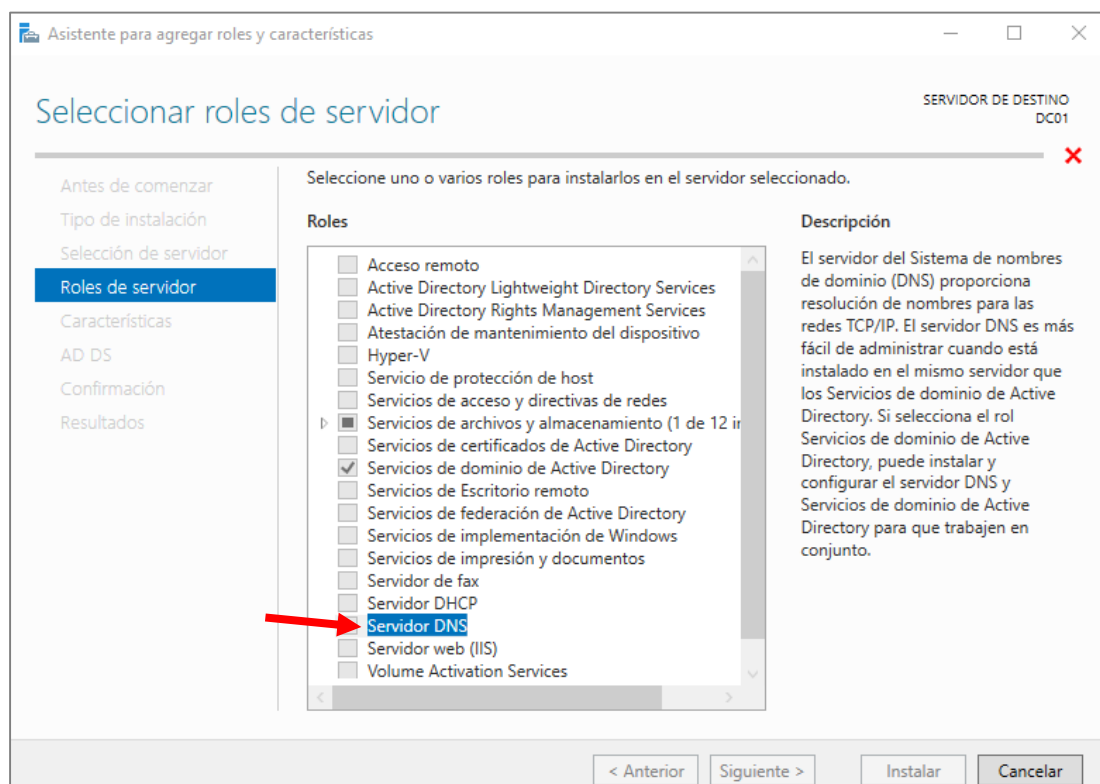 Asistente para agregar roles y características
Seleccionar roles de servidor
SERVIDOR DE DESTINO
DC01
Antes de comenzar
Tipo de instalación
Selección de servidor
Roles de servidor
Características
AD DS
Confirmación
Resultados
Seleccione uno o varios roles para instalarlos en el servidor seleccionado.
Roles
Acceso remoto
Active Directory Lightweight Directory Services
Active Directory Rights Management Services
Atestación de mantenimiento del dispositivo
Hyper-V
Servicio de protección de host
Servicios de acceso y directivas de redes
Servicios de archivos y almacenamiento (1 de 12 in
Servicios de certificados de Active Directory
Servicios de dominio de Active Directory
Servicios de Escritorio remoto
Servicios de federación de Active Directory
Servicios de implementación de Windows
Servicios de impresión y documentos
Servidor de fax
Servidor DHCP
Servidor DNS
Servidor web (IIS)
Volume Activation Services
Descripción
El servidor del Sistema de nombres
de dominio (DNS) proporciona
resolución de nombres para las
redes TCP/IP. El servidor DNS es más
fácil de administrar cuando está
instalado en el mismo servidor que
los Servicios de dominio de Active
Directory. Si selecciona el rol
Servicios de dominio de Active
Directory, puede instalar y
configurar el servidor DNS y
Servicios de dominio de Active
Directory para que trabajen en
conjunto.
< Anterior
Siguiente >
Instalar
Cancelar